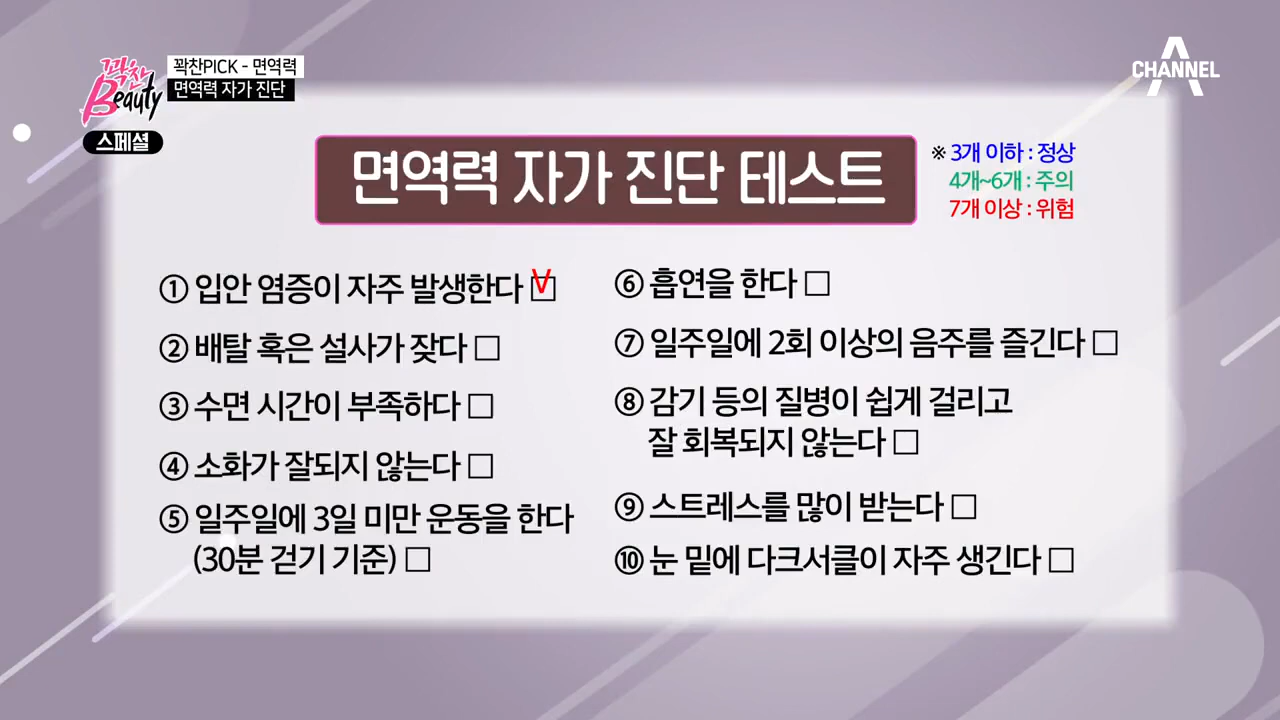 꽉찬
Beauty
스페셜
꽉찬PICK - 면역력
면역력 자가 진단
CHANNEL A
면역력 자가 진단 테스트
※ 3개 이하 : 정상
4개~6개 : 주의
7개 이상 : 위험
① 입안 염증이 자주 발생한다 ☑
② 배탈 혹은 설사가 잦다 □
③ 수면 시간이 부족하다 □
④ 소화가 잘되지 않는다 □
⑤ 일주일에 3일 미만 운동을 한다
(30분 걷기 기준) □
⑥ 흡연을 한다 □
⑦ 일주일에 2회 이상의 음주를 즐긴다 □
⑧ 감기 등의 질병이 쉽게 걸리고
잘 회복되지 않는다 □
⑨ 스트레스를 많이 받는다 □
⑩ 눈 밑에 다크서클이 자주 생긴다 □